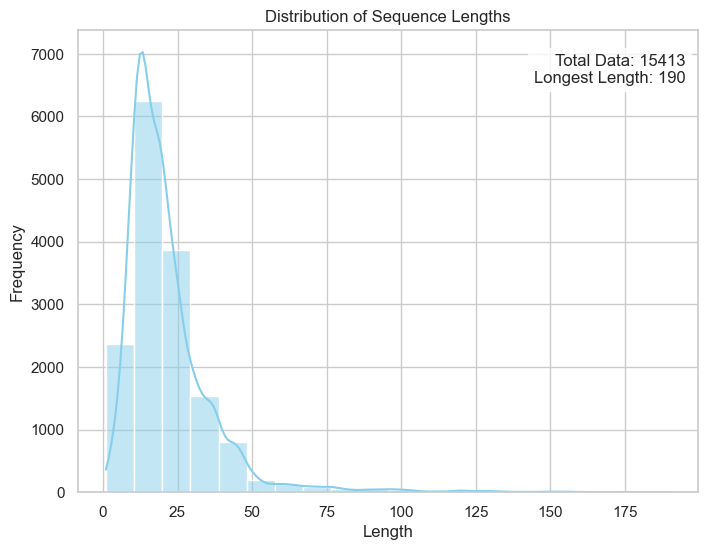 Distribution of Sequence Lengths
Total Data: 15413
Longest Length: 190
Frequency
7000
6000
5000
4000
3000
2000
1000
0
0 25 50 75 100 125 150 175
Length